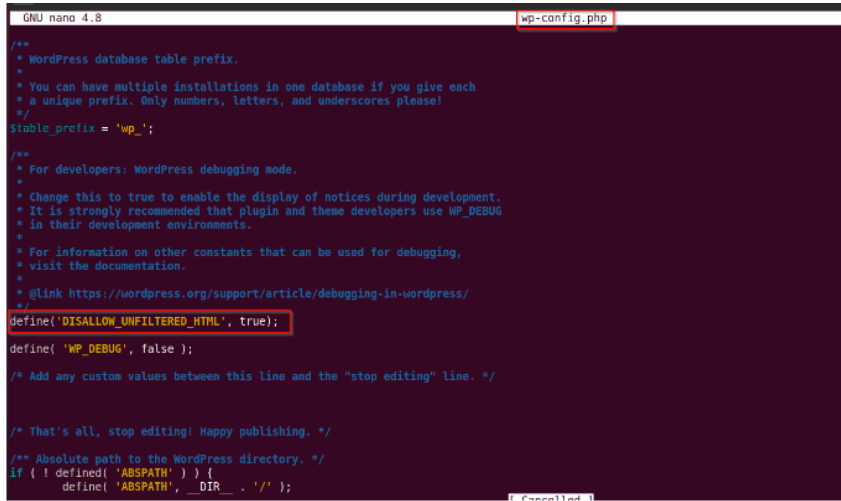 GNU nano 4.8 wp-config.php
/**
 * WordPress database table prefix.
 *
 * You can have multiple installations in one database if you give each
 * a unique prefix. Only numbers, letters, and underscores please!
 */
$table_prefix = 'wp_';
/**
 * For developers: WordPress debugging mode.
 *
 * Change this to true to enable the display of notices during development.
 * It is strongly recommended that plugin and theme developers use WP_DEBUG
 * in their development environments.
 *
 * For information on other constants that can be used for debugging,
 * visit the documentation.
 *
 * @link https://wordpress.org/support/article/debugging-in-wordpress/
 */
define('DISALLOW_UNFILTERED_HTML', true);
define( 'WP_DEBUG', false );
/* Add any custom values between this line and the "stop editing" line. */
/* That's all, stop editing! Happy publishing. */
/** Absolute path to the WordPress directory. */
if ( ! defined( 'ABSPATH' ) ) {
        define( 'ABSPATH', __DIR__ . '/' );
[ Cancelled ]